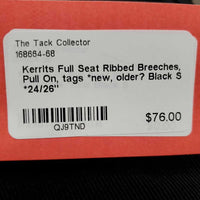 The Tack Collector
168664-68
Kerrits Full Seat Ribbed Breeches,
Pull On, tags *new, older? Black S
*24/26"
QJ9TND
$76.00